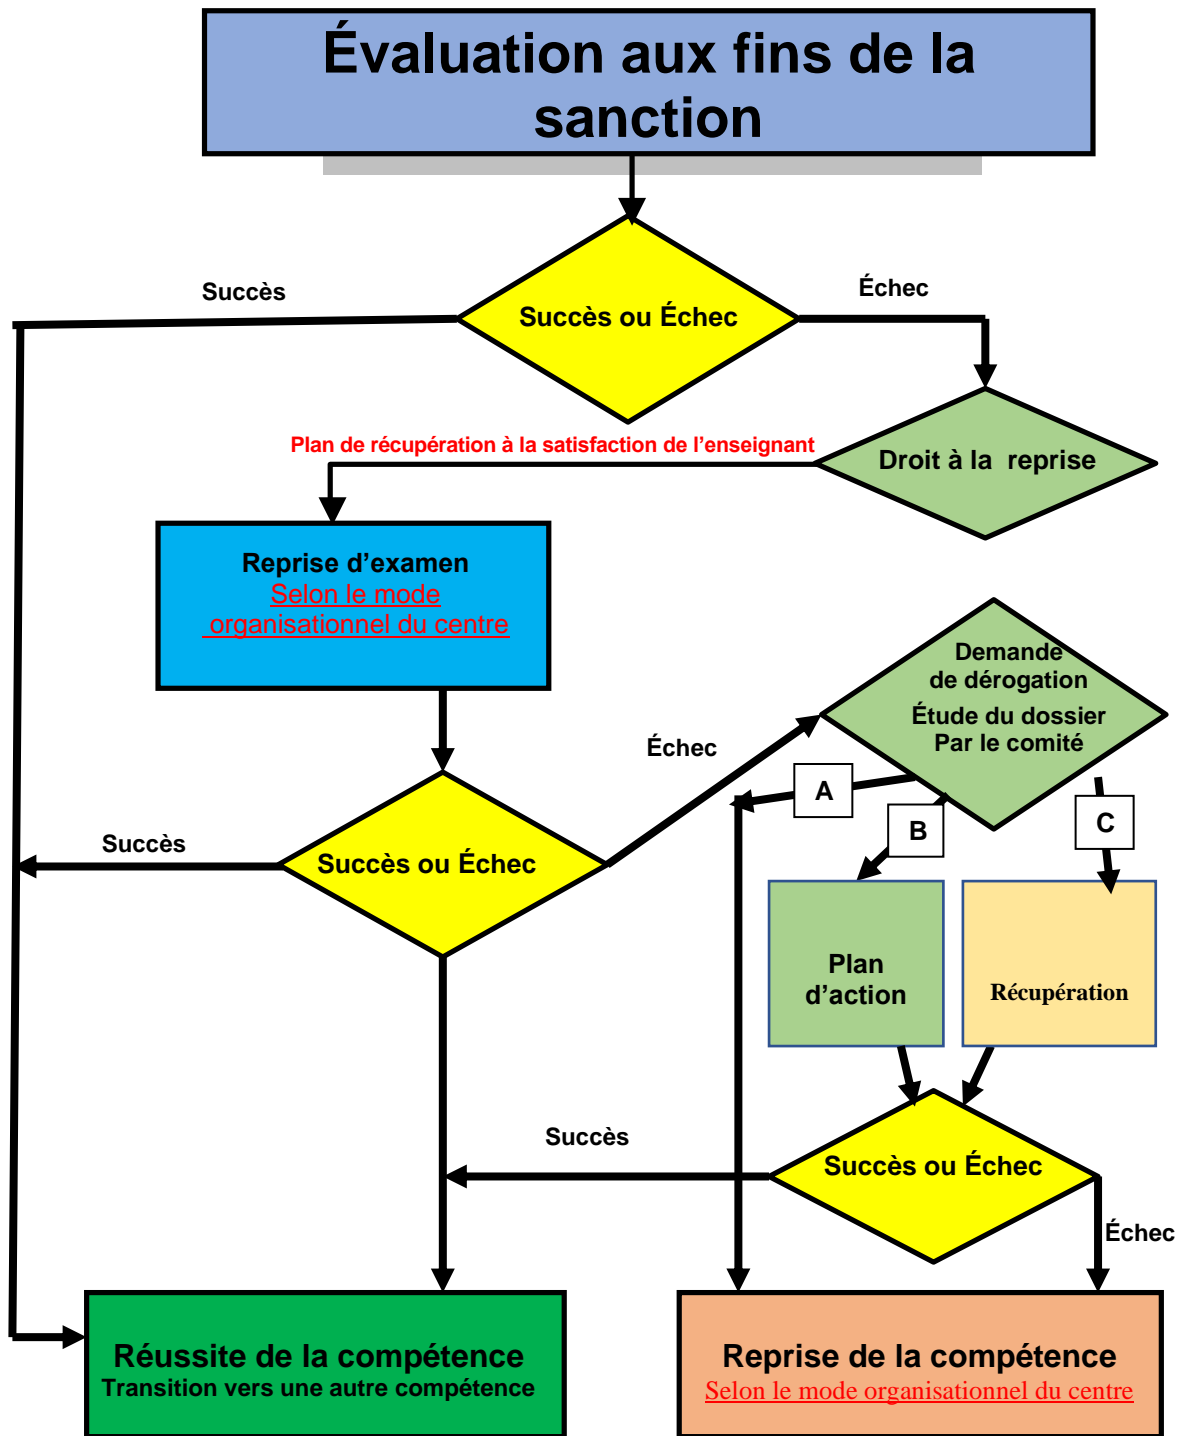 Évaluation aux fins de la
sanction
Succès
Échec
Succès ou Échec
Plan de récupération à la satisfaction de l’enseignant
Droit à la reprise
Reprise d’examen
Selon le mode
organisationnel du centre
Demande
de dérogation
Étude du dossier
Par le comité
Échec
A
B
C
Succès
Succès ou Échec
Plan
d’action
Récupération
Succès
Succès ou Échec
Échec
Réussite de la compétence
Transition vers une autre compétence
Reprise de la compétence
Selon le mode organisationnel du centre